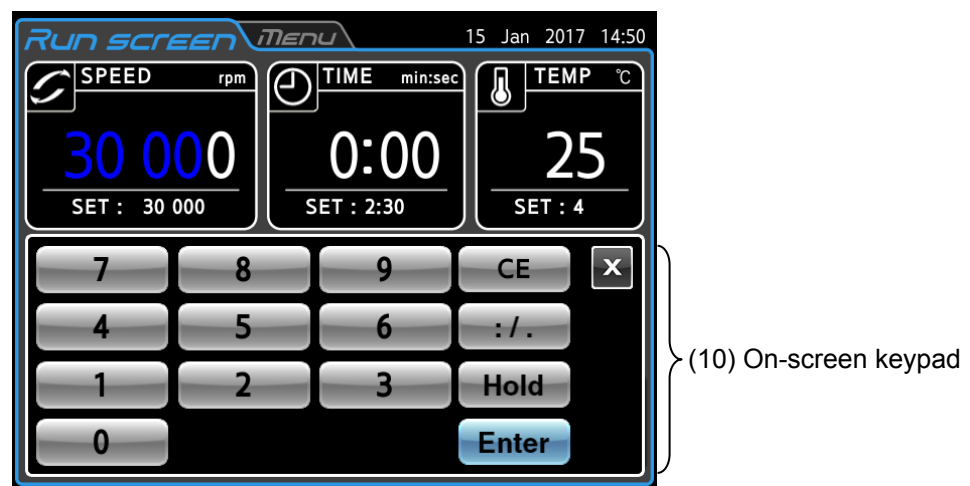 Run screen Menu 15 Jan 2017 14:50
SPEED rpm TIME min:sec TEMP ℃
30 000 0:00 25
SET : 30 000 SET : 2:30 SET : 4
7 8 9 CE X
4 5 6 : / .
(10) On-screen keypad
1 2 3 Hold
0 Enter